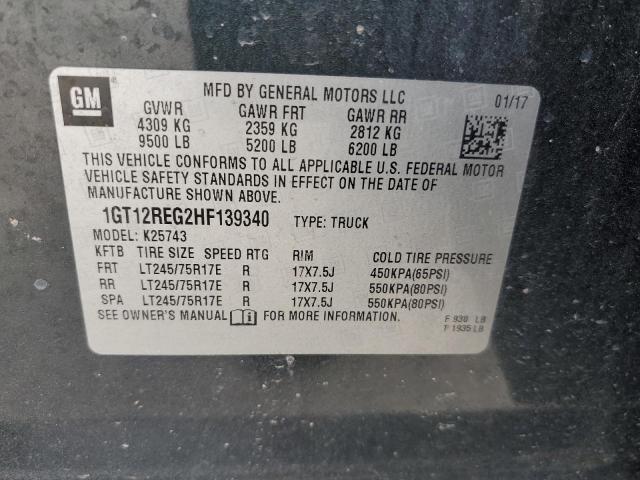 GM
MFD BY GENERAL MOTORS LLC 01/17
GVWR GAWR FRT GAWR RR
4309 KG 2359 KG 2812 KG
9500 LB 5200 LB 6200 LB
THIS VEHICLE CONFORMS TO ALL APPLICABLE U.S. FEDERAL MOTOR
VEHICLE SAFETY STANDARDS IN EFFECT ON THE DATE OF
MANUFACTURE SHOWN ABOVE.
1GT12REG2HF139340 TYPE: TRUCK
MODEL: K25743
KFTB TIRE SIZE SPEED RTG RIM COLD TIRE PRESSURE
FRT LT245/75R17E R 17X7.5J 450KPA(65PSI)
RR LT245/75R17E R 17X7.5J 550KPA(80PSI)
SPA LT245/75R17E R 17X7.5J 550KPA(80PSI)
SEE OWNER'S MANUAL FOR MORE INFORMATION.
F 930 LB
T 1935 LB